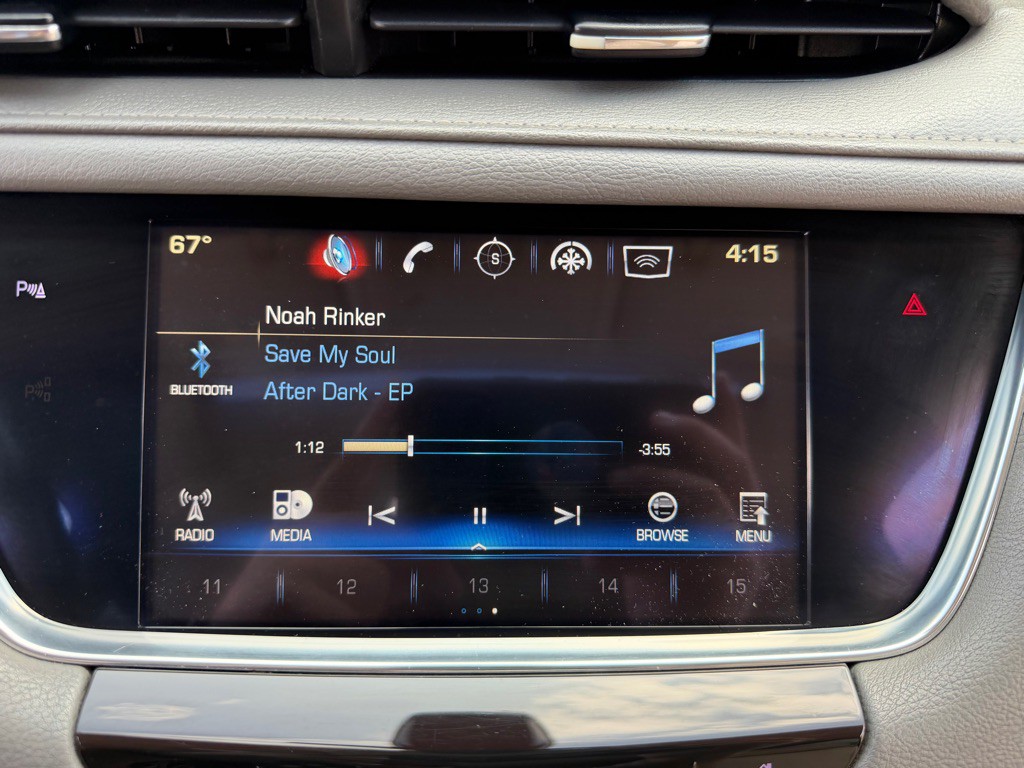 67°
S
4:15
P
Noah Rinker
Save My Soul
BLUETOOTH
After Dark - EP
1:12
-3:55
RADIO
MEDIA
BROWSE
MENU
11
12
13
14
15